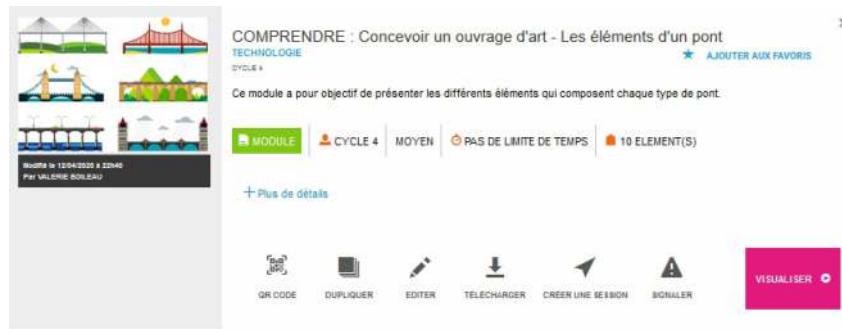 COMPRENDRE : Concevoir un ouvrage d'art - Les éléments d'un pont
TECHNOLOGIE
AJOUTER AUX FAVORIS
CYCLE 4
Ce module a pour objectif de présenter les différents éléments qui composent chaque type de pont.
MODULE
CYCLE 4
MOYEN
PAS DE LIMITE DE TEMPS
10 ELEMENT(S)
Modifié le 12/04/2020 à 22h40
Par VALERIE BOILEAU
+ Plus de détails
QR CODE
DUPLIQUER
EDITER
TÉLÉCHARGER
CRÉER UNE SESSION
SIGNALER
VISUALISER